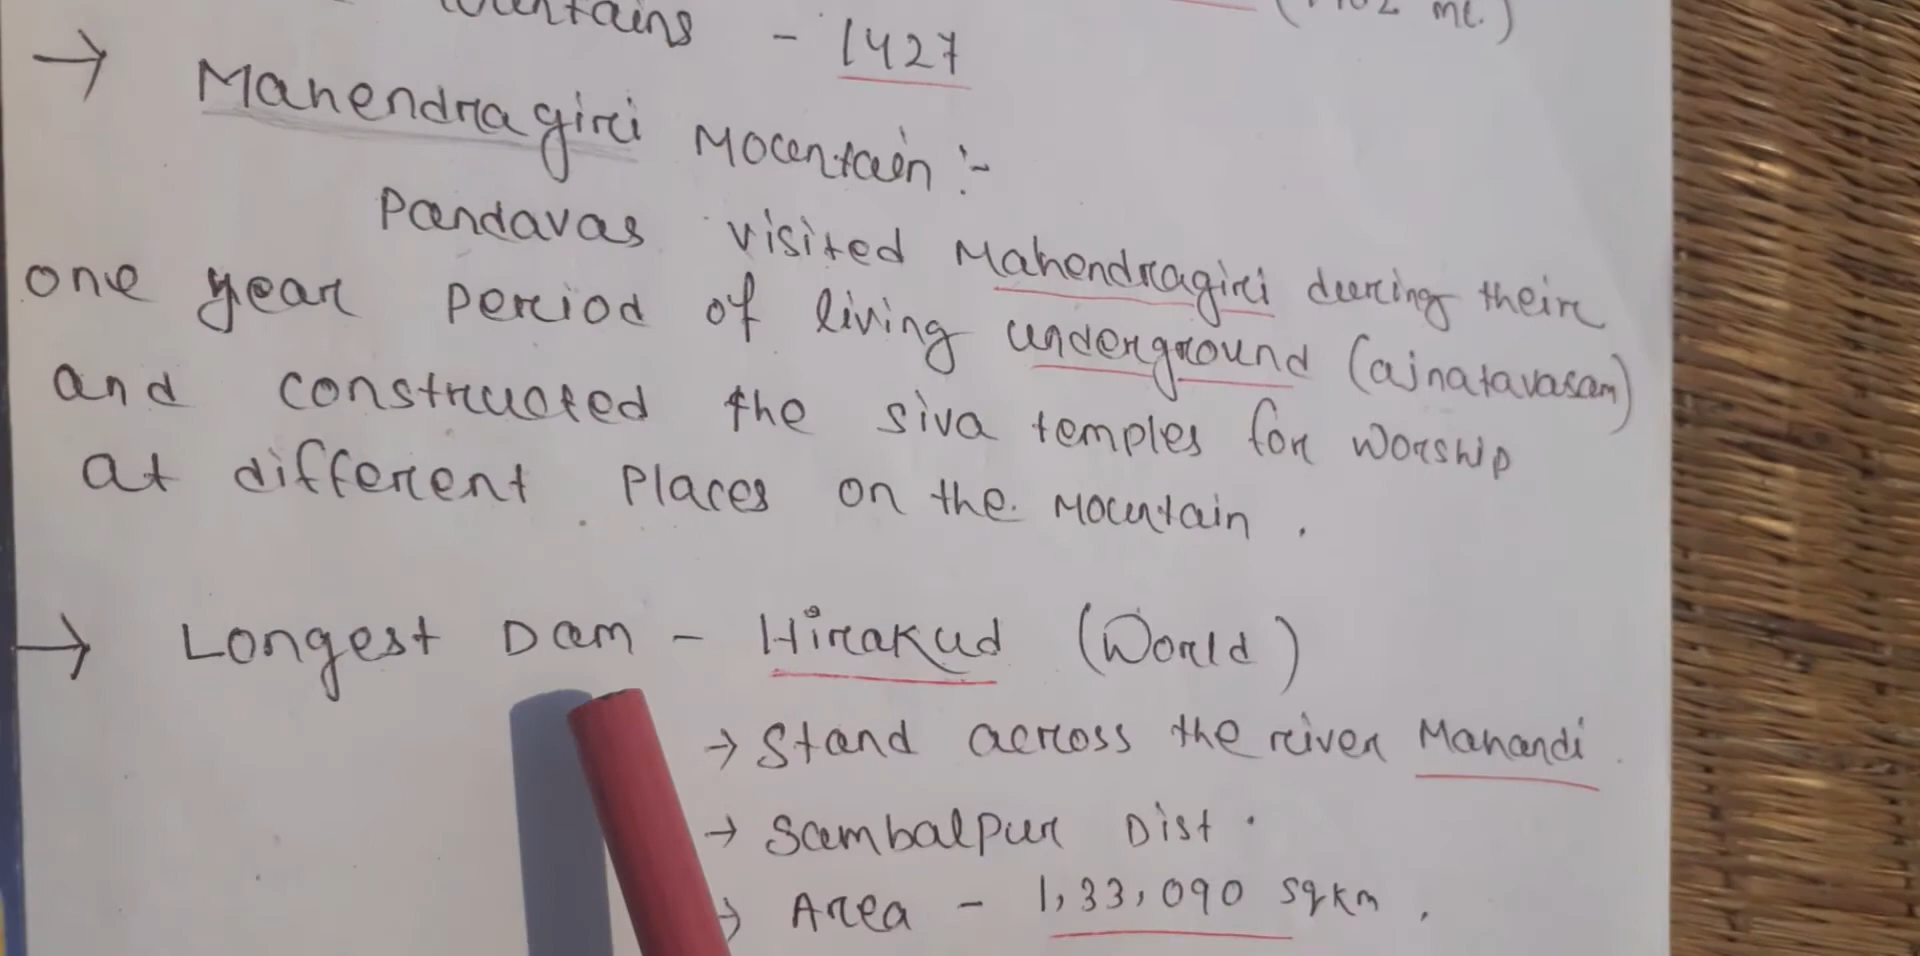 - 1427
→ Mahendragiri Mountain :-
Pandavas visited Mahendragiri during their
one year period of living underground (ajnatavasam)
and constructed the siva temples for worship
at different places on the mountain.
→ Longest Dam - Hirakud (World)
→ Stand across the river Mahandi
→ Sambalpur Dist.
→ Area - 1,33,090 sqkm.